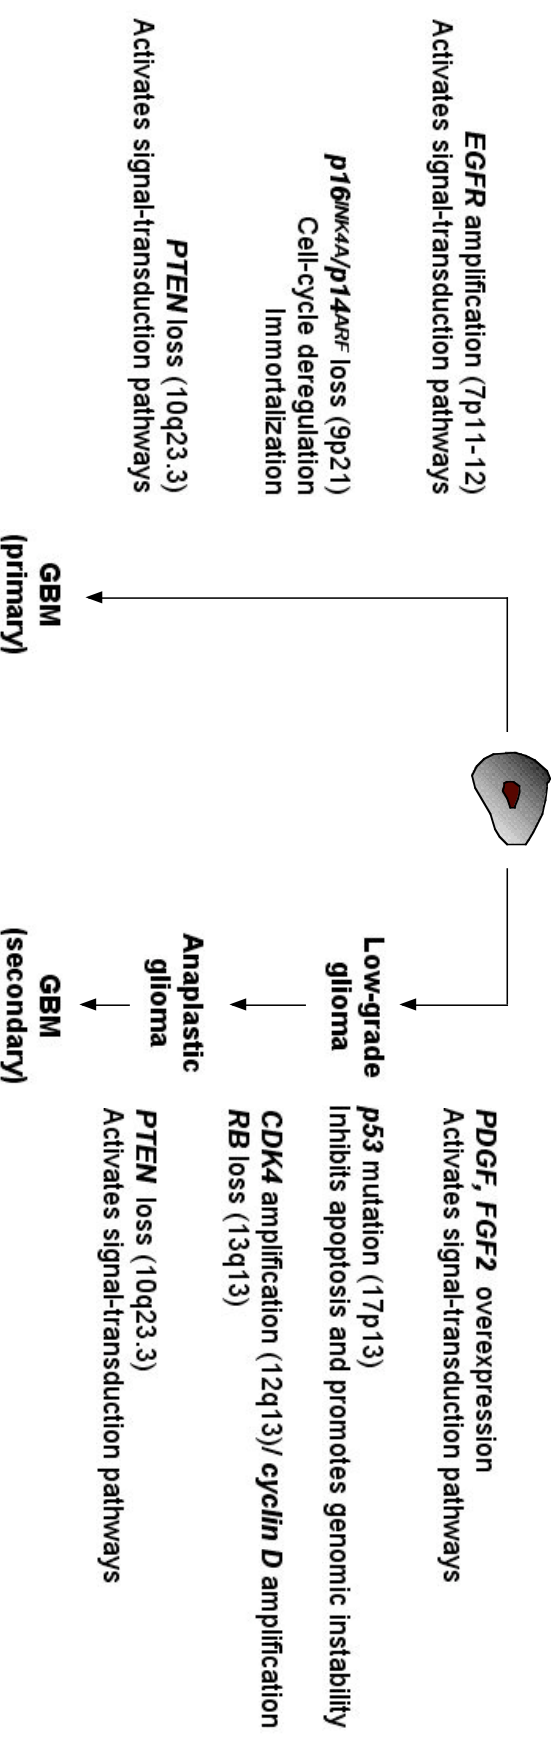 EGFR amplification (7p11-12)
Activates signal-transduction pathways
p16INK4A/p14ARF loss (9p21)
Cell-cycle deregulation
Immortalization
PTEN loss (10q23.3)
Activates signal-transduction pathways
GBM
(primary)
PDGF, FGF2 overexpression
Activates signal-transduction pathways
Low-grade
glioma
p53 mutation (17p13)
Inhibits apoptosis and promotes genomic instability
CDK4 amplification (12q13)/ cyclin D amplification
RB loss (13q13)
Anaplastic
glioma
PTEN loss (10q23.3)
Activates signal-transduction pathways
GBM
(secondary)